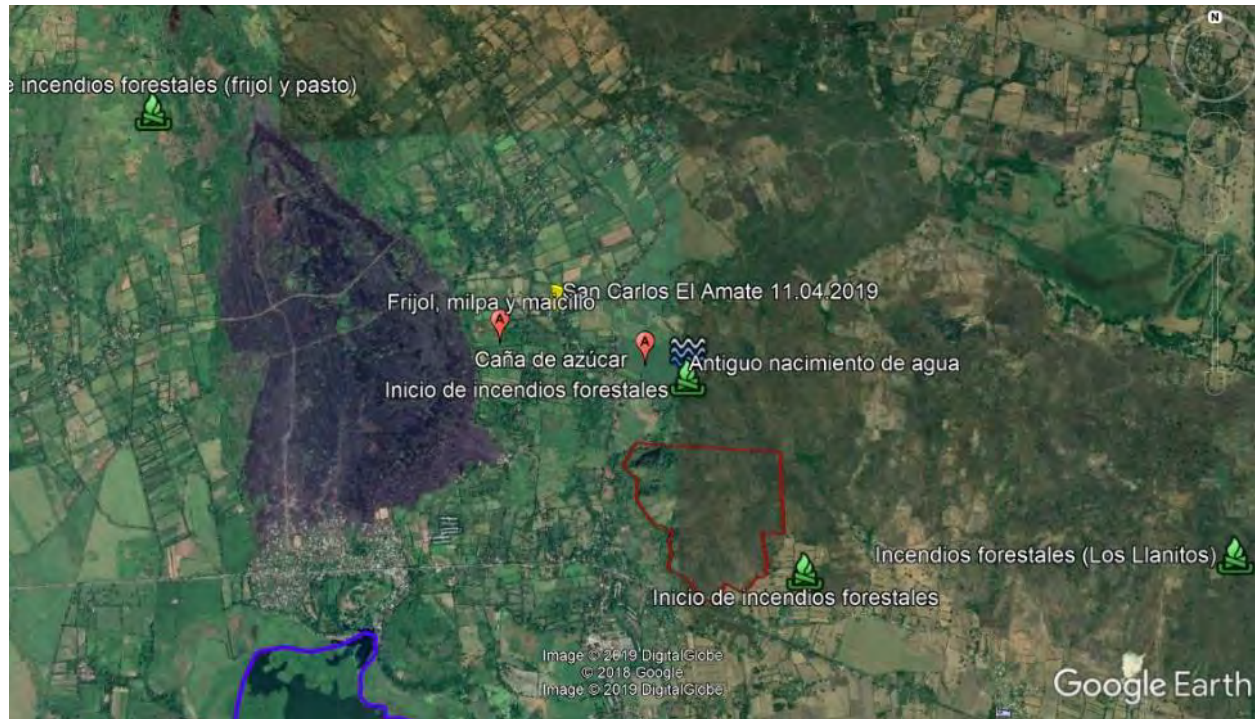 N
e incendios forestales (frijol y pasto)
San Carlos El Amate 11.04.2019
Frijol, milpa y maicillo
A
Caña de azúcar
A
Antiguo nacimiento de agua
Inicio de incendios forestales
Incendios forestales (Los Llanitos)
Inicio de incendios forestales
Image © 2019 DigitalGlobe
© 2018 Google
Image © 2019 DigitalGlobe
Google Earth